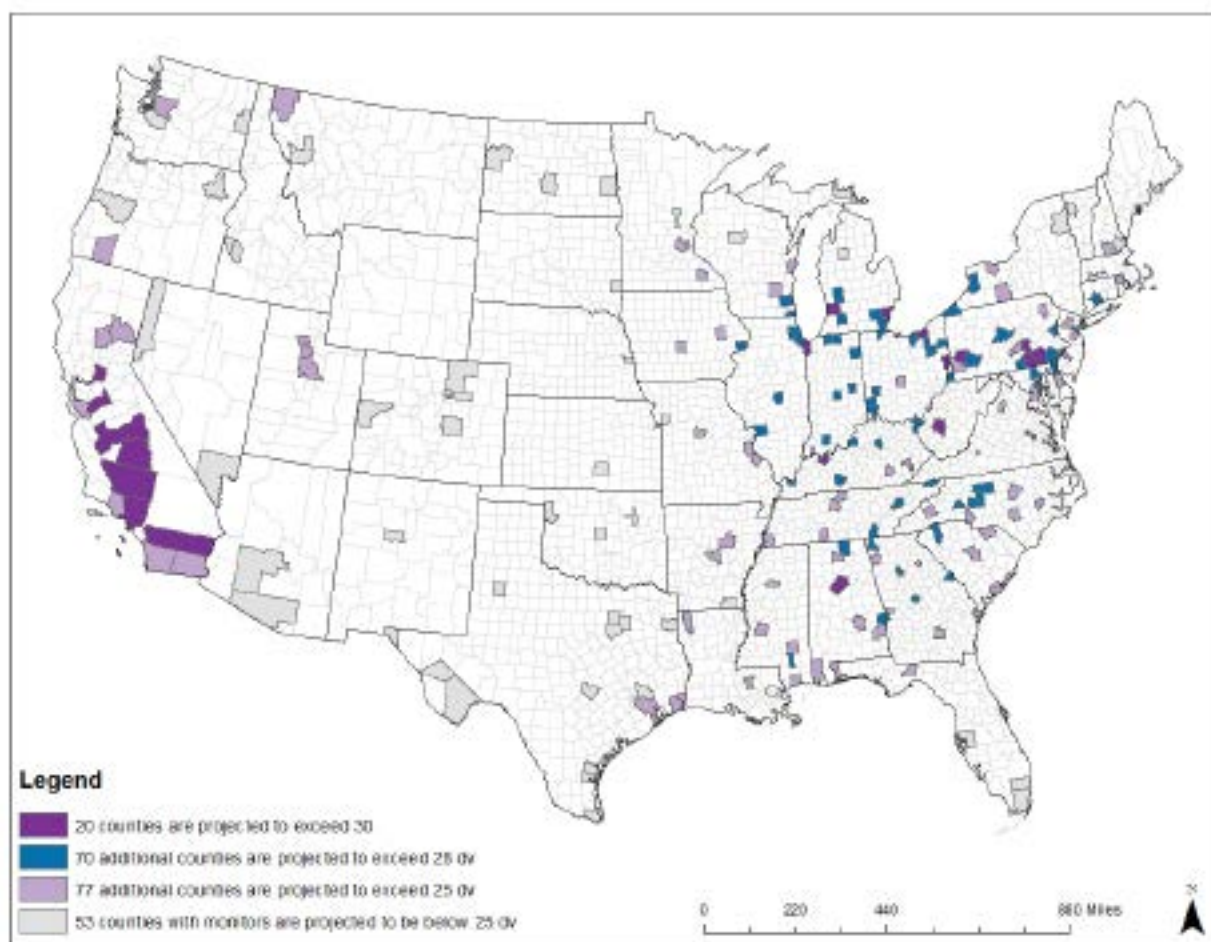 Legend
20 counties are projected to exceed 30
70 additional counties are projected to exceed 28 dv
77 additional counties are projected to exceed 25 dv
53 counties with monitors are projected to be below 25 dv
0 220 440 880 Miles
N